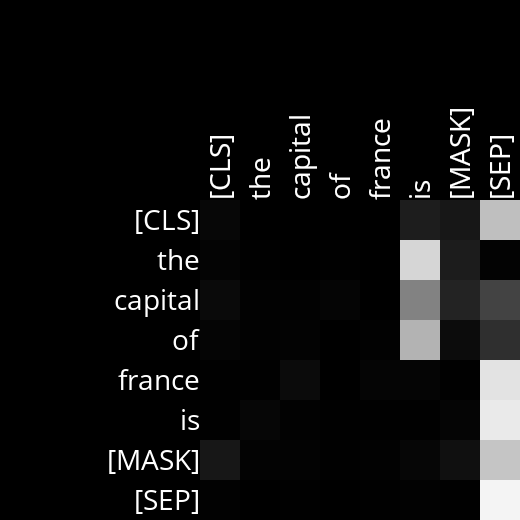 [CLS] the capital of france is [MASK] [SEP]
[CLS]
the
capital
of
france
is
[MASK]
[SEP]